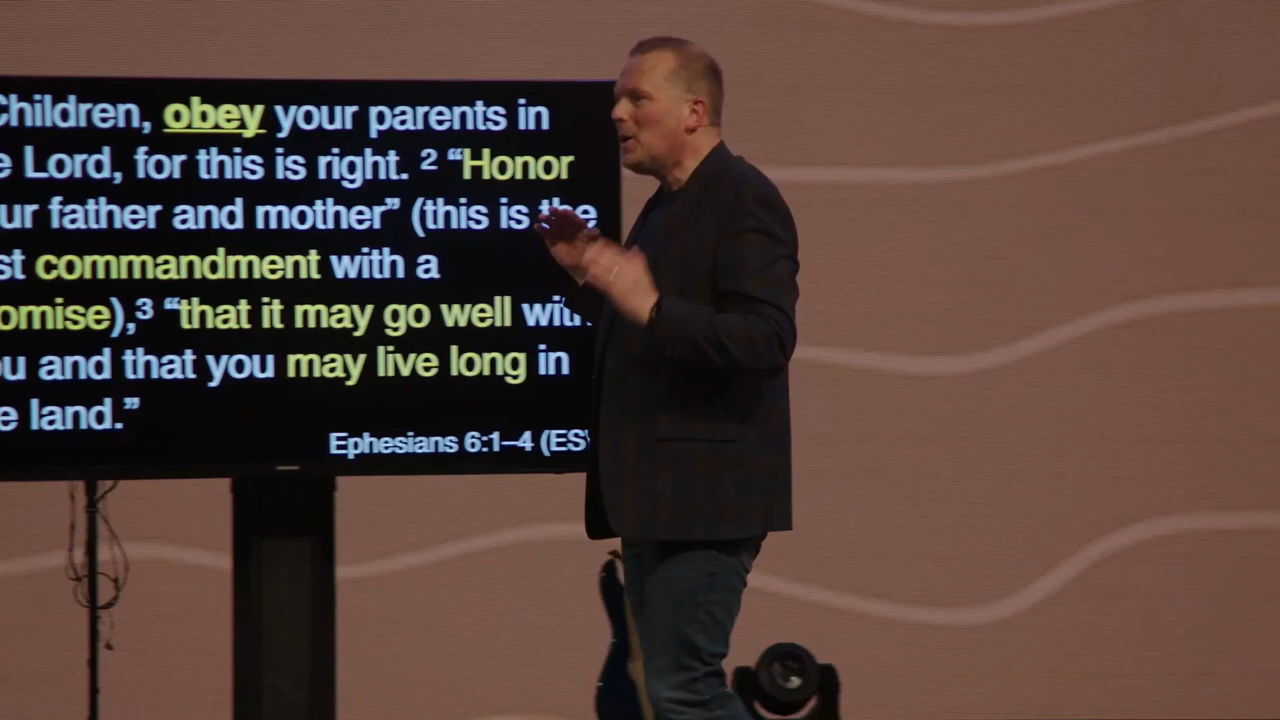 Children, obey your parents in
e Lord, for this is right. ² “Honor
ur father and mother” (this is the
st commandment with a
omise),³ “that it may go well with
ou and that you may live long in
e land.”
Ephesians 6:1–4 (ES